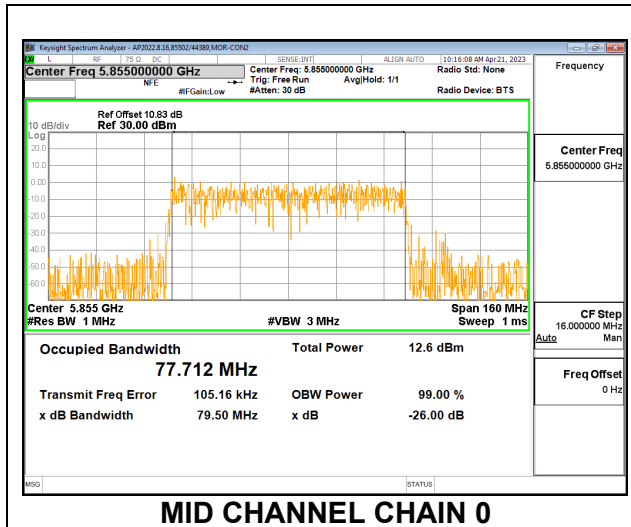 Keysight Spectrum Analyzer - AP2022.8.16,85502/44389,MOR-CON2
L RF 75 Ω DC SENSE:INT ALIGN AUTO 10:16:08 AM Apr 21, 2023
Center Freq 5.855000000 GHz Center Freq: 5.855000000 GHz Radio Std: None
NFE Trig: Free Run Avg|Hold: 1/1
#IFGain:Low #Atten: 30 dB Radio Device: BTS
Frequency
Ref Offset 10.83 dB
10 dB/div Ref 30.00 dBm
Log
20.0
10.0
0.00
-10.0
-20.0
-30.0
-40.0
-50.0
-60.0
Center Freq
5.855000000 GHz
Center 5.855 GHz Span 160 MHz
#Res BW 1 MHz #VBW 3 MHz Sweep 1 ms
CF Step
16.000000 MHz
Auto Man
Occupied Bandwidth Total Power 12.6 dBm
77.712 MHz
Freq Offset
0 Hz
Transmit Freq Error 105.16 kHz OBW Power 99.00 %
x dB Bandwidth 79.50 MHz x dB -26.00 dB
MSG STATUS
MID CHANNEL CHAIN 0